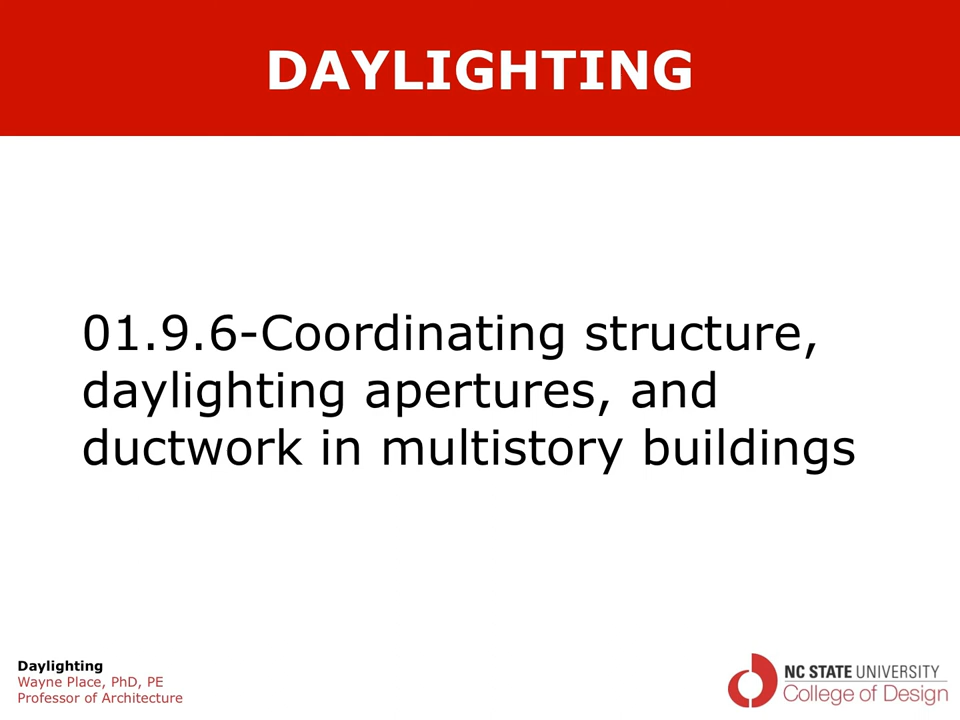 DAYLIGHTING
01.9.6-Coordinating structure,
daylighting apertures, and
ductwork in multistory buildings
Daylighting
Wayne Place, PhD, PE
Professor of Architecture
NC STATE UNIVERSITY
College of Design